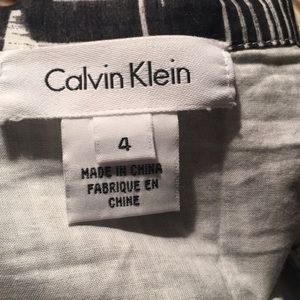 Calvin Klein
4
MADE IN CHINA
FABRIQUE EN
CHINE